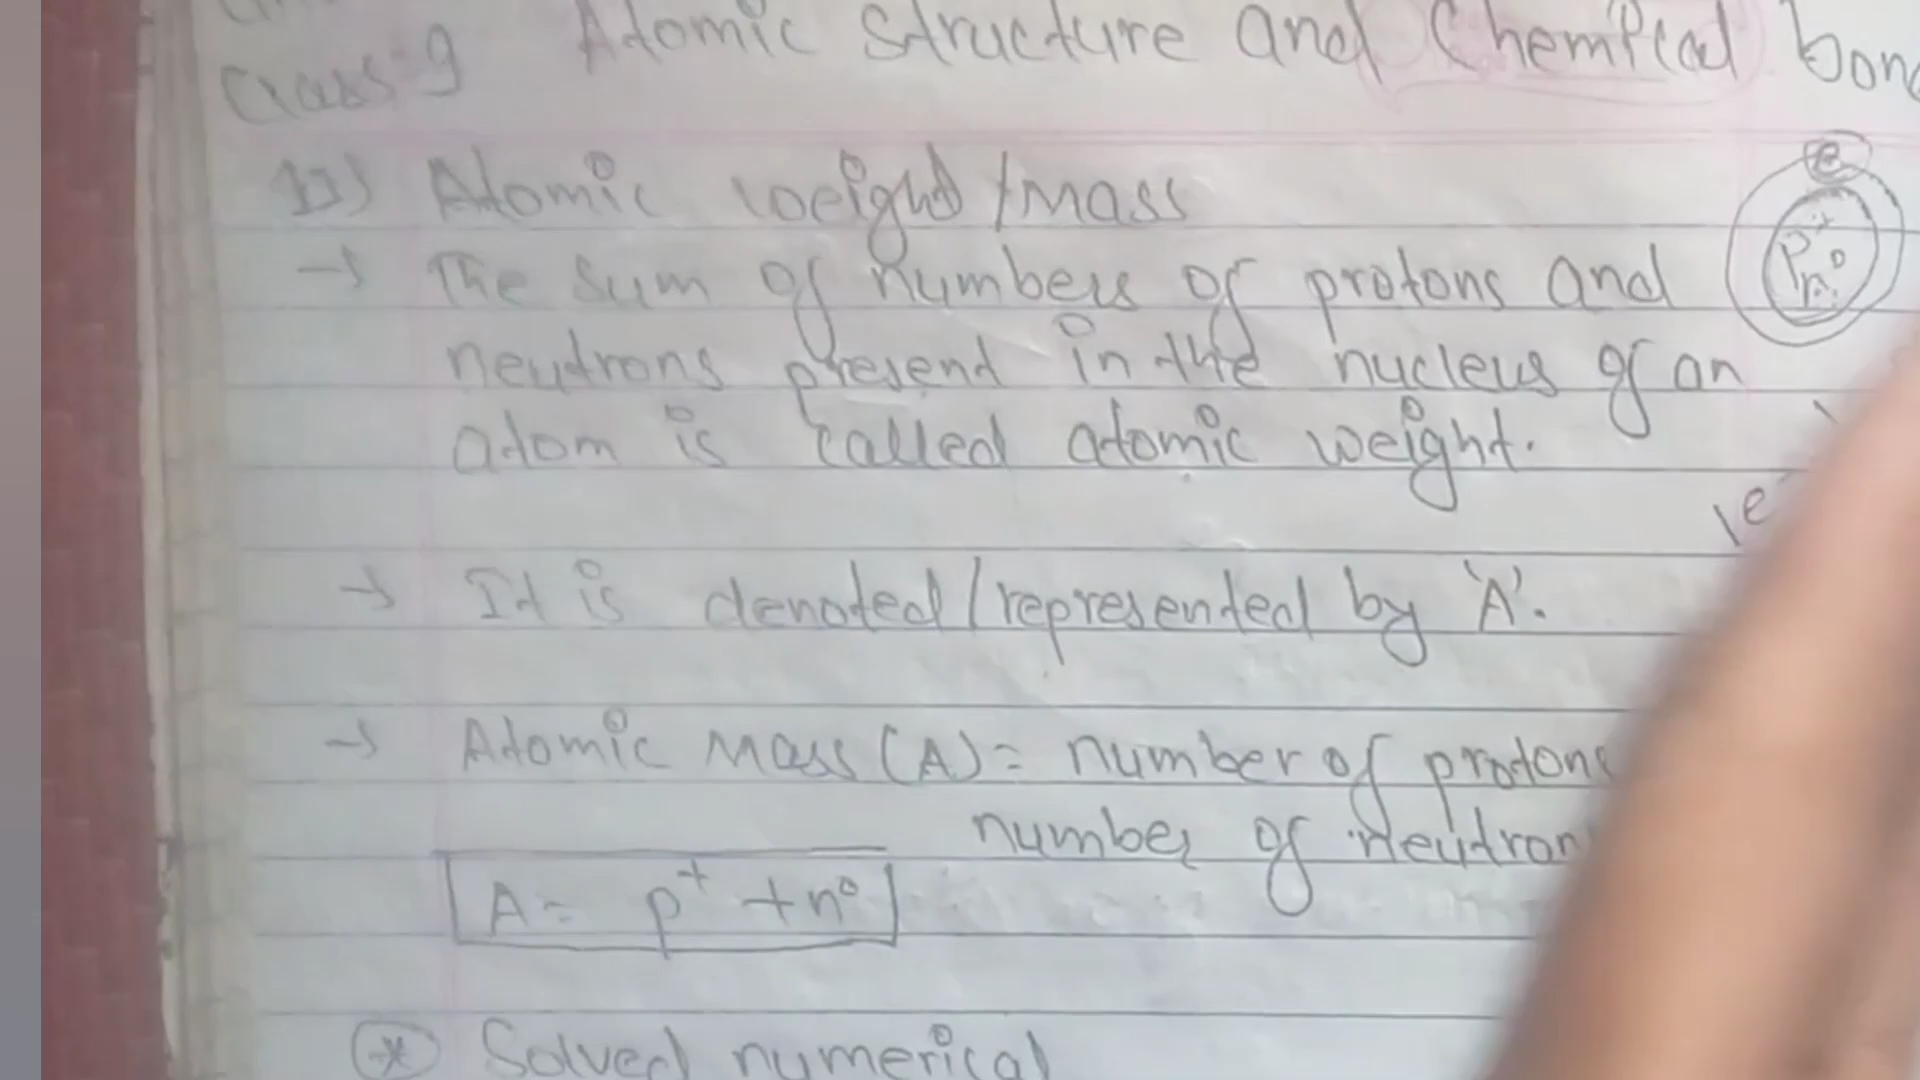 Class 9 Atomic structure and Chemical
II) Atomic weight/Mass
→ The sum of numbers of protons and
neutrons present in the nucleus of an
atom is called atomic weight.
→ It is denoted/represented by 'A'.
→ Atomic Mass (A) = number of protons
number of neutron
A = p⁺ + n⁰
* Solved numerical
e
p⁺
n⁰
e